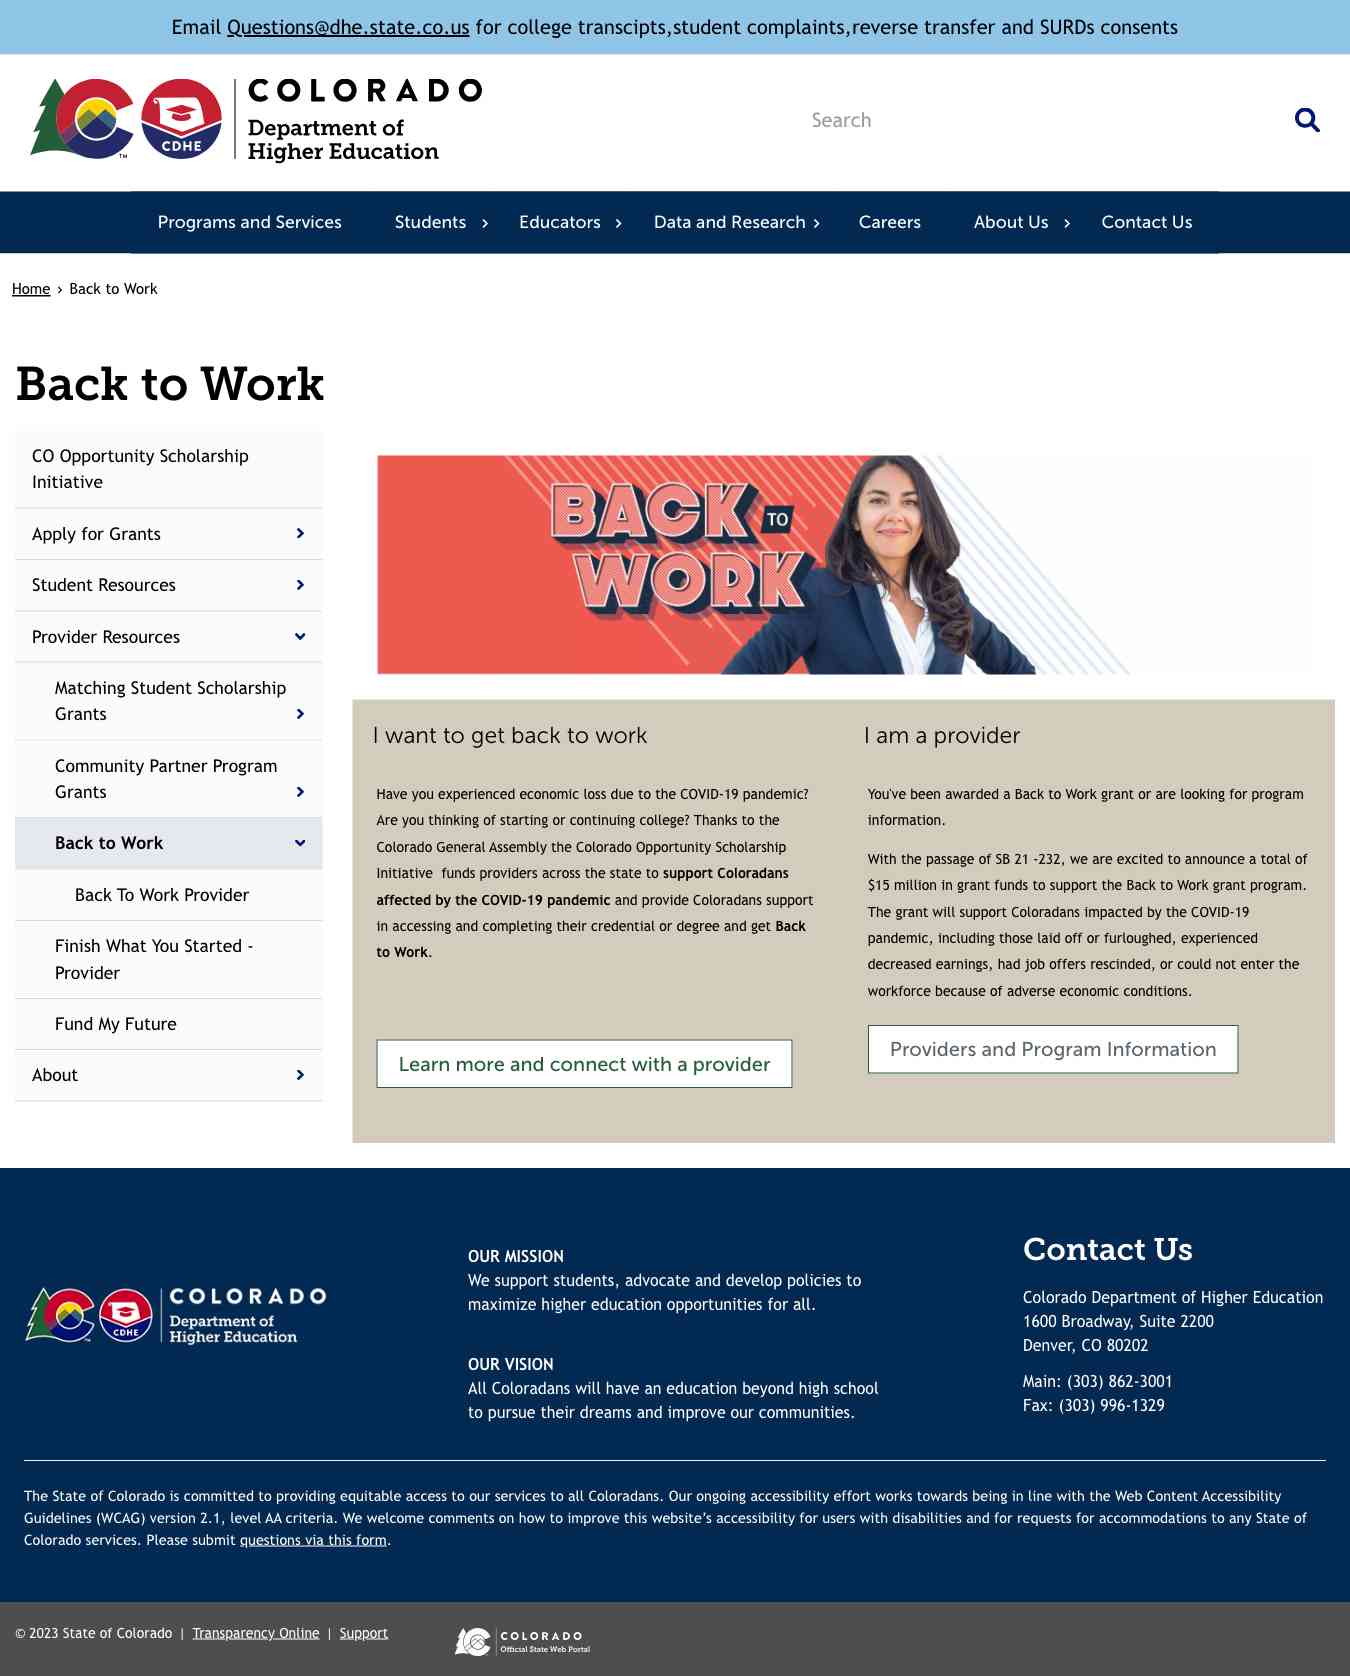 Email Questions@dhe.state.co.us for college transcipts,student complaints,reverse transfer and SURDs consents
COLORADO
Department of
Higher Education
CDHE
TM
Search
Programs and Services
Students
Educators
Data and Research
Careers
About Us
Contact Us
Home › Back to Work
Back to Work
CO Opportunity Scholarship
Initiative
Apply for Grants
Student Resources
Provider Resources
Matching Student Scholarship
Grants
Community Partner Program
Grants
Back to Work
Back To Work Provider
Finish What You Started -
Provider
Fund My Future
About
BACK
TO
WORK
I want to get back to work
Have you experienced economic loss due to the COVID-19 pandemic?
Are you thinking of starting or continuing college? Thanks to the
Colorado General Assembly the Colorado Opportunity Scholarship
Initiative  funds providers across the state to support Coloradans
affected by the COVID-19 pandemic and provide Coloradans support
in accessing and completing their credential or degree and get Back
to Work.
Learn more and connect with a provider
I am a provider
You've been awarded a Back to Work grant or are looking for program
information.
With the passage of SB 21 -232, we are excited to announce a total of
$15 million in grant funds to support the Back to Work grant program.
The grant will support Coloradans impacted by the COVID-19
pandemic, including those laid off or furloughed, experienced
decreased earnings, had job offers rescinded, or could not enter the
workforce because of adverse economic conditions.
Providers and Program Information
COLORADO
Department of
Higher Education
CDHE
TM
OUR MISSION
We support students, advocate and develop policies to
maximize higher education opportunities for all.
OUR VISION
All Coloradans will have an education beyond high school
to pursue their dreams and improve our communities.
Contact Us
Colorado Department of Higher Education
1600 Broadway, Suite 2200
Denver, CO 80202
Main: (303) 862-3001
Fax: (303) 996-1329
The State of Colorado is committed to providing equitable access to our services to all Coloradans. Our ongoing accessibility effort works towards being in line with the Web Content Accessibility
Guidelines (WCAG) version 2.1, level AA criteria. We welcome comments on how to improve this website’s accessibility for users with disabilities and for requests for accommodations to any State of
Colorado services. Please submit questions via this form.
© 2023 State of Colorado | Transparency Online | Support
COLORADO
Official State Web Portal